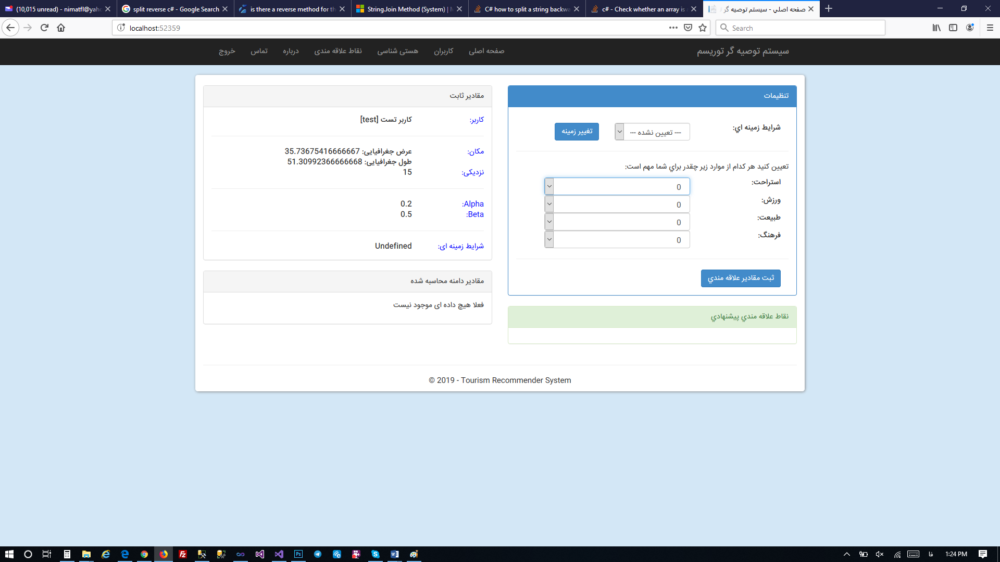 (10,015 unread) - nimatfl@yaho
split reverse c# - Google Search
is there a reverse method for th
String.Join Method (System) | M
C# how to split a string backwa
c# - Check whether an array is a
صفحه اصلي - سیستم توصیه گر ت
localhost:52359
Search
سیستم توصیه گر توریسم
صفحه اصلی
کاربران
هستی شناسی
نقاط علاقه مندی
درباره
تماس
خروج
تنظیمات
شرایط زمینه اي:
--- تعیین نشده ---
تغییر زمینه
تعیین کنید هر کدام از موارد زیر چقدر براي شما مهم است:
استراحت:
0
ورزش:
0
طبیعت:
0
فرهنگ:
0
ثبت مقادیر علاقه مندي
نقاط علاقه مندي پیشنهادي
مقادیر ثابت
کاربر:
کاربر تست [test]
مکان:
عرض جغرافیایی: 35.73675416666667
طول جغرافیایی: 51.30992366666668
نزدیکی:
15
Alpha:
0.2
Beta:
0.5
شرایط زمینه ای:
Undefined
مقادیر دامنه محاسبه شده
فعلا هیچ داده ای موجود نیست
© 2019 - Tourism Recommender System
فا
1:24 PM